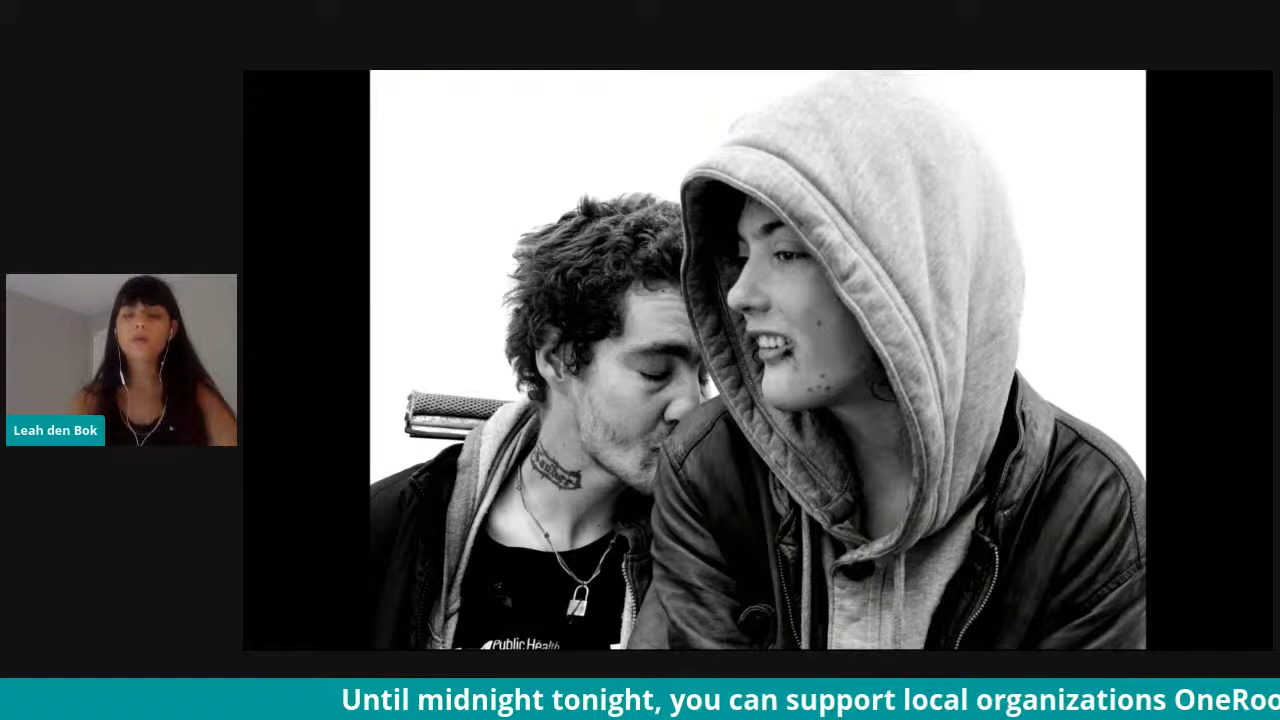 Leah den Bok
Public Health
Until midnight tonight, you can support local organizations OneRoo